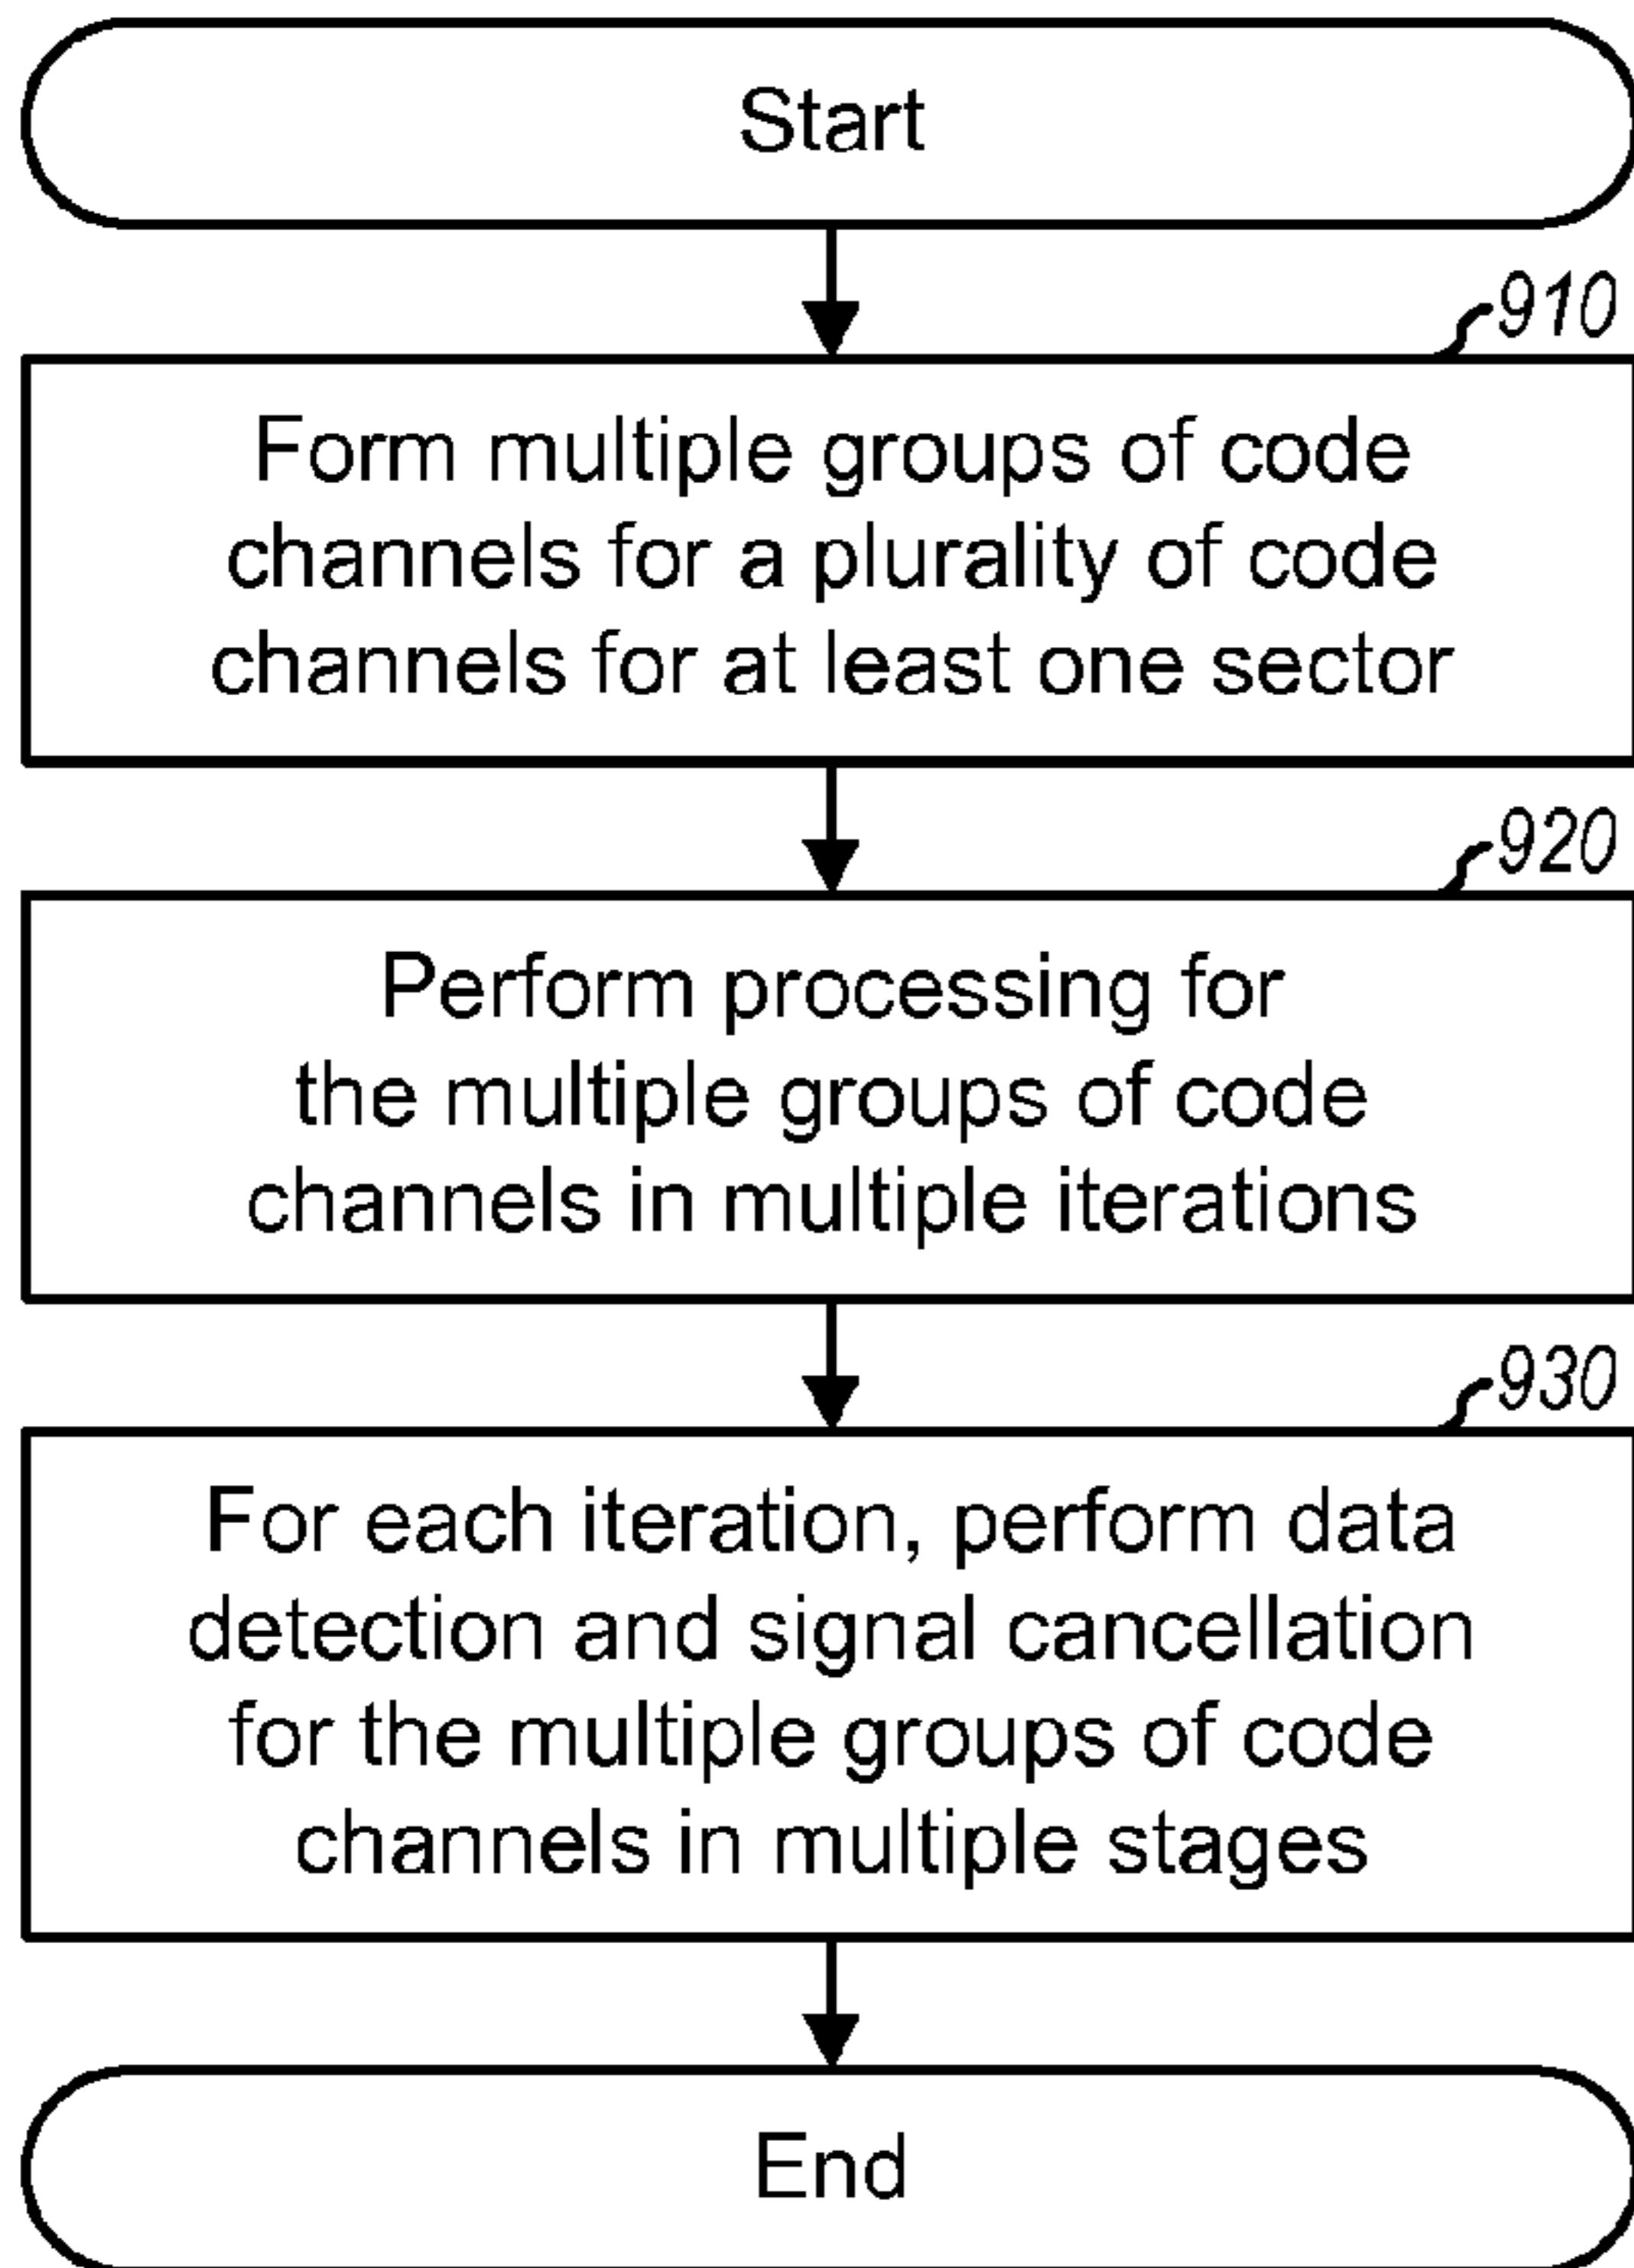 Start
910
Form multiple groups of code
channels for a plurality of code
channels for at least one sector
920
Perform processing for
the multiple groups of code
channels in multiple iterations
930
For each iteration, perform data
detection and signal cancellation
for the multiple groups of code
channels in multiple stages
End